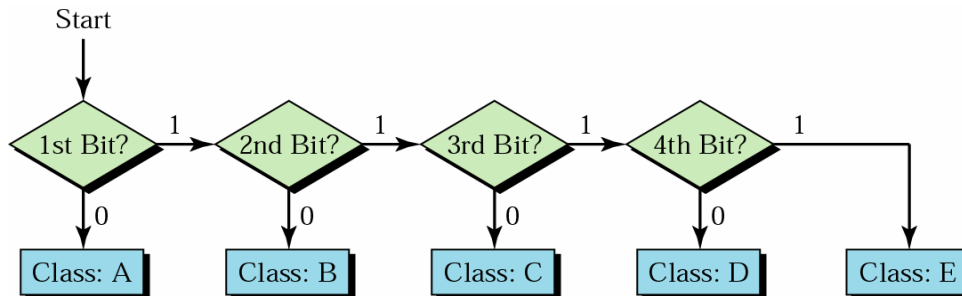 Start
1st Bit?
1
2nd Bit?
1
3rd Bit?
1
4th Bit?
1
0
0
0
0
Class: A
Class: B
Class: C
Class: D
Class: E